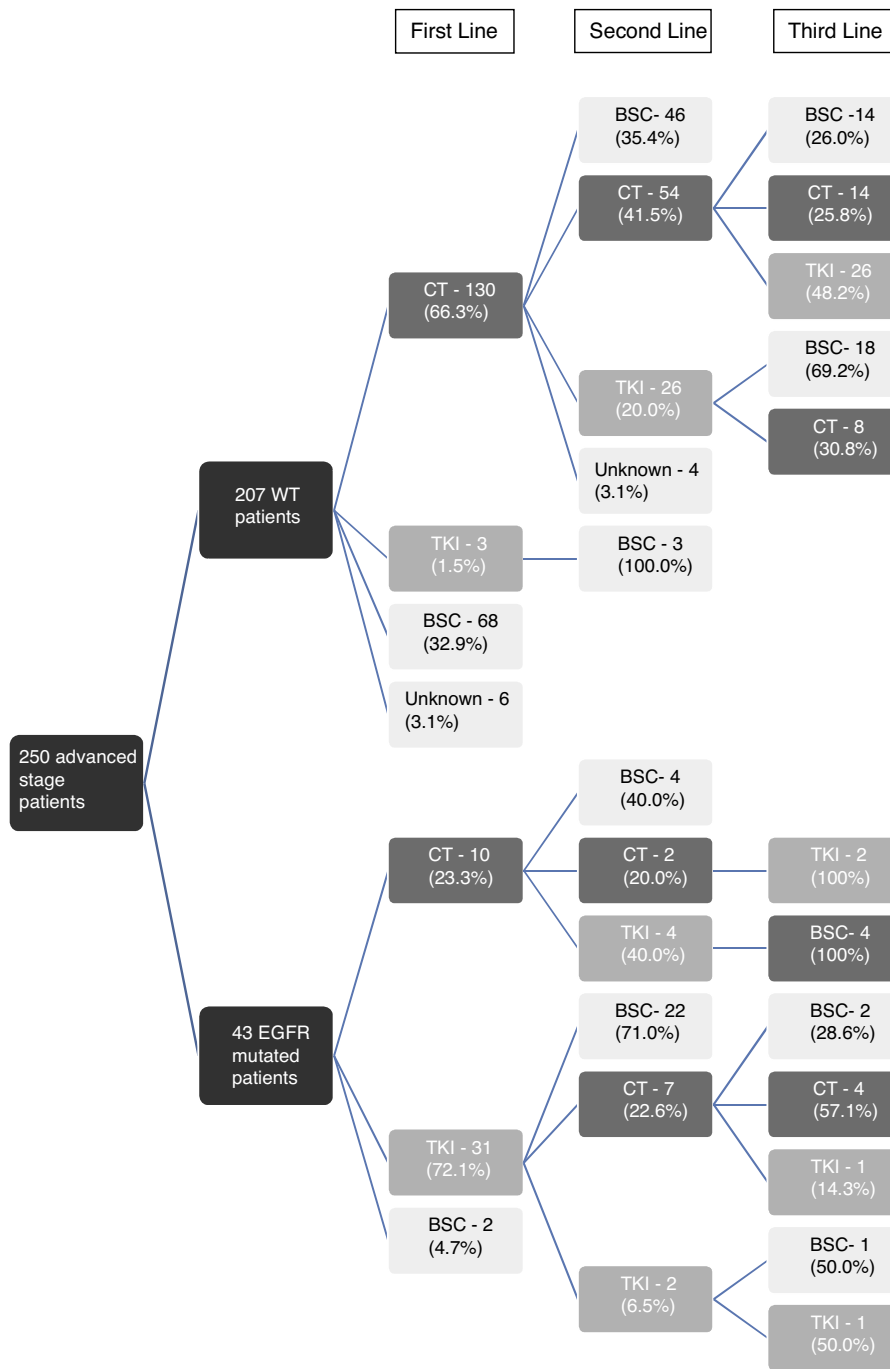 First Line
Second Line
Third Line
BSC- 46
(35.4%)
BSC -14
(26.0%)
CT - 54
(41.5%)
CT - 14
(25.8%)
TKI - 26
(48.2%)
CT - 130
(66.3%)
BSC- 18
(69.2%)
TKI - 26
(20.0%)
CT - 8
(30.8%)
Unknown - 4
(3.1%)
207 WT
patients
TKI - 3
(1.5%)
BSC - 3
(100.0%)
BSC - 68
(32.9%)
Unknown - 6
(3.1%)
250 advanced
stage
patients
BSC- 4
(40.0%)
CT - 10
(23.3%)
CT - 2
(20.0%)
TKI - 2
(100%)
TKI - 4
(40.0%)
BSC- 4
(100%)
43 EGFR
mutated
patients
BSC- 22
(71.0%)
BSC- 2
(28.6%)
CT - 7
(22.6%)
CT - 4
(57.1%)
TKI - 31
(72.1%)
TKI - 1
(14.3%)
BSC - 2
(4.7%)
BSC- 1
(50.0%)
TKI - 2
(6.5%)
TKI - 1
(50.0%)